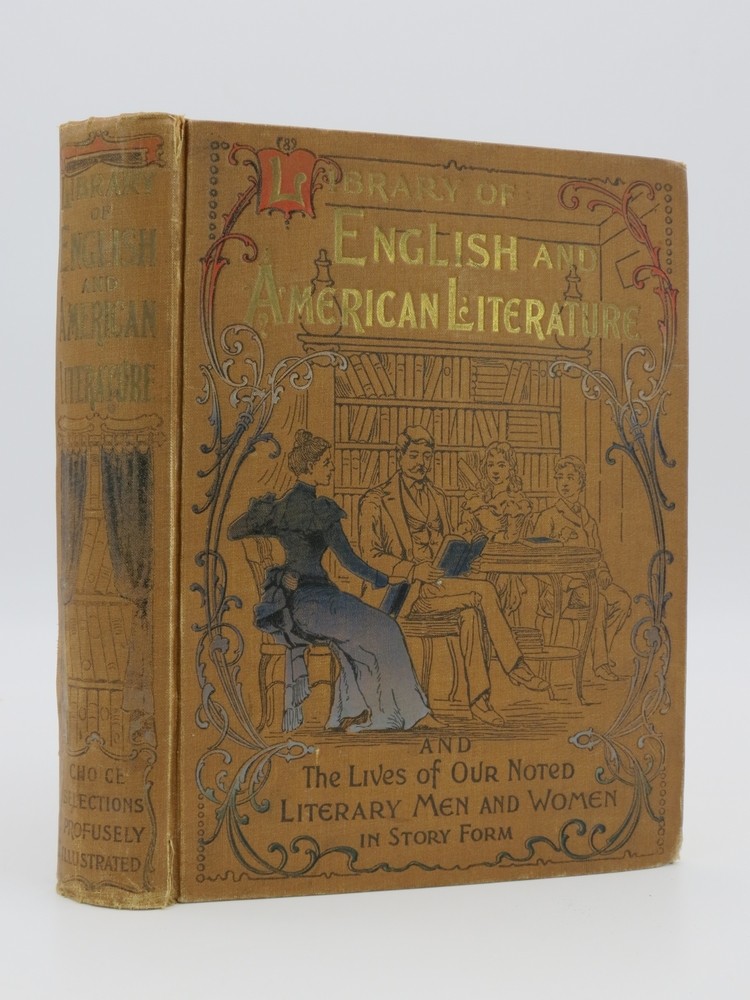 LIBRARY
OF
ENGLISH
AND
AMERICAN
LITERATURE
CHOICE
SELECTIONS
PROFUSELY
ILLUSTRATED
LIBRARY OF
ENGLISH AND
AMERICAN LITERATURE
AND
THE LIVES OF OUR NOTED
LITERARY MEN AND WOMEN
IN STORY FORM